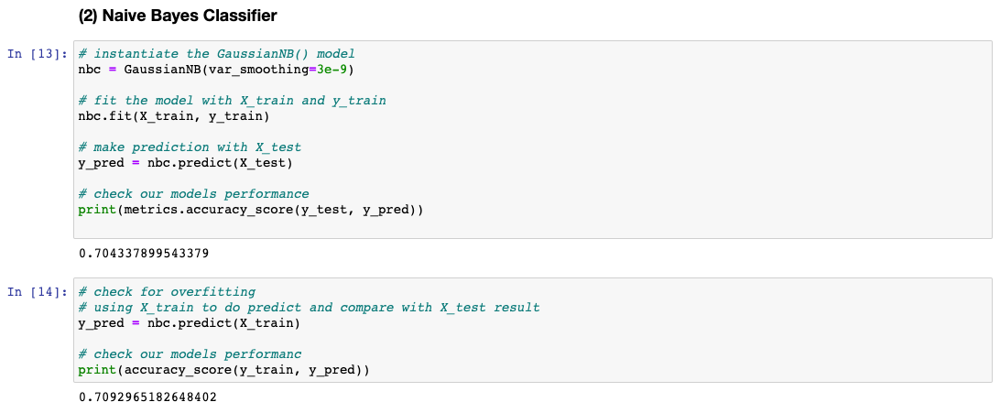 (2) Naive Bayes Classifier
In [13]: # instantiate the GaussianNB() model
nbc = GaussianNB(var_smoothing=3e-9)
# fit the model with X_train and y_train
nbc.fit(X_train, y_train)
# make prediction with X_test
y_pred = nbc.predict(X_test)
# check our models performance
print(metrics.accuracy_score(y_test, y_pred))
0.704337899543379
In [14]: # check for overfitting
# using X_train to do predict and compare with X_test result
y_pred = nbc.predict(X_train)
# check our models performanc
print(accuracy_score(y_train, y_pred))
0.7092965182648402